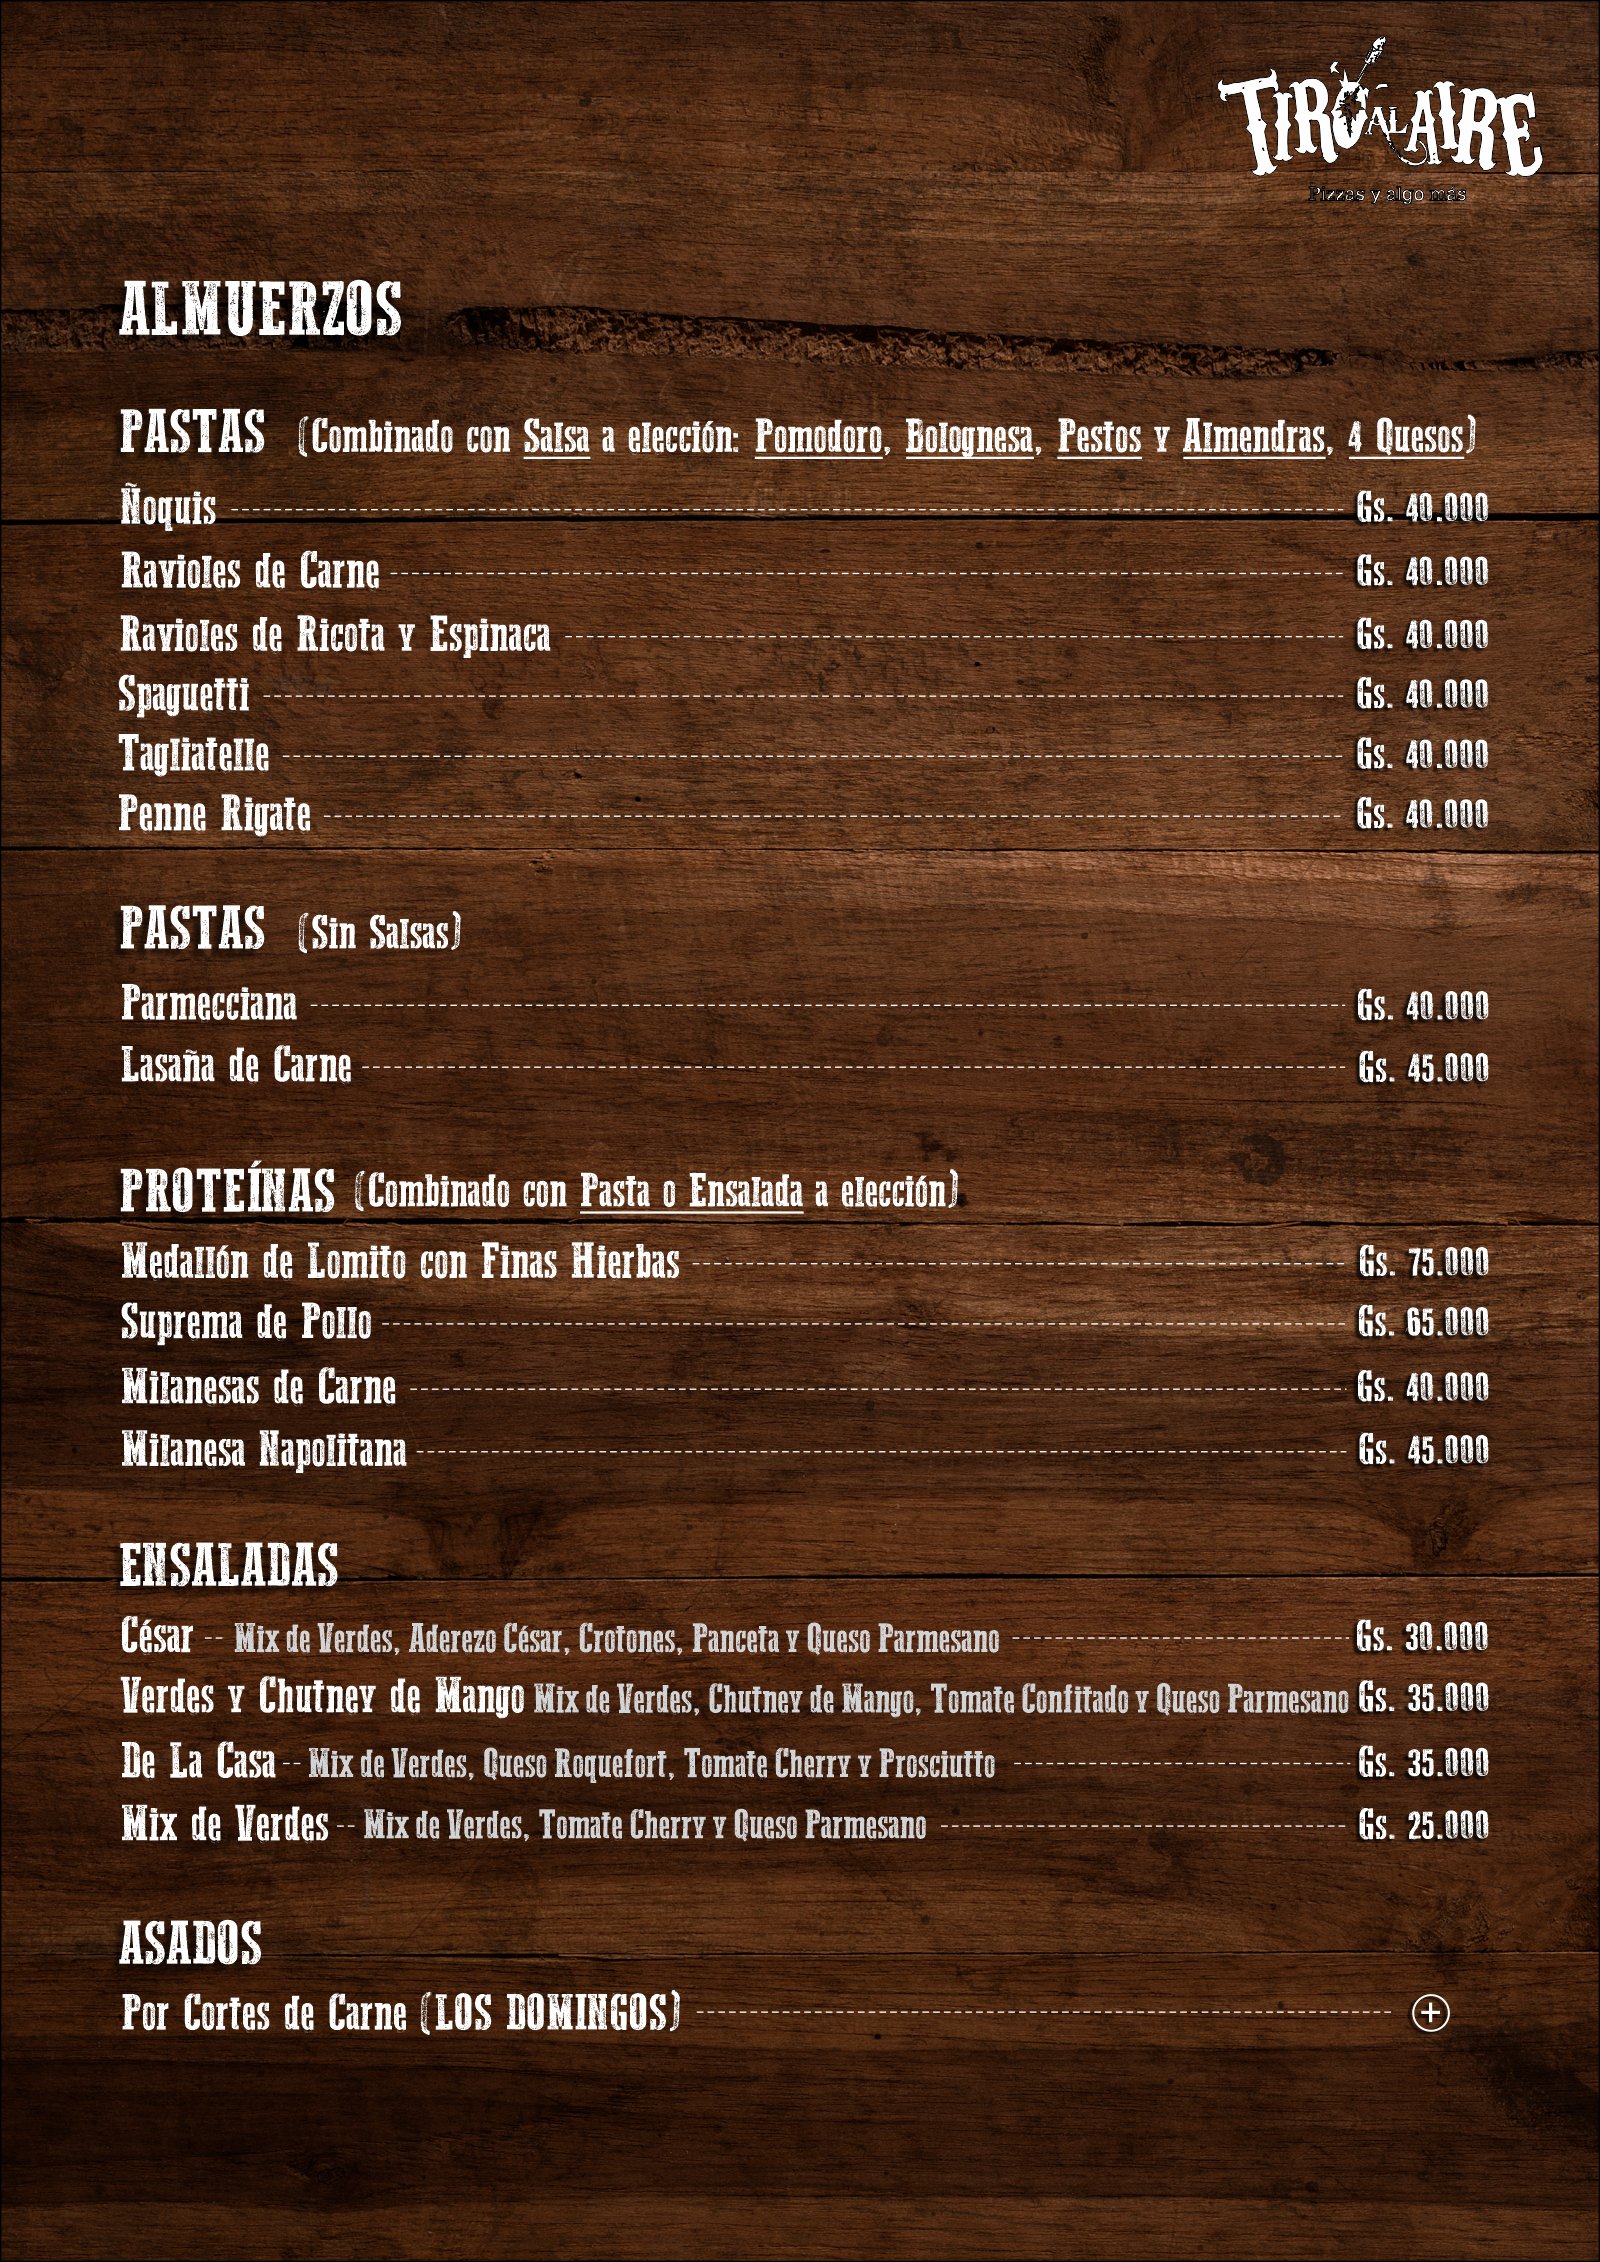 TIRO AL AIRE
Pizzas y algo más
ALMUERZOS
PASTAS (Combinado con Salsa a elección: Pomodoro, Bolognesa, Pestos y Almendras, 4 Quesos)
Ñoquis Gs. 40.000
Ravioles de Carne Gs. 40.000
Ravioles de Ricota y Espinaca Gs. 40.000
Spaguetti Gs. 40.000
Tagliatelle Gs. 40.000
Penne Rigate Gs. 40.000
PASTAS (Sin Salsas)
Parmecciana Gs. 40.000
Lasaña de Carne Gs. 45.000
PROTEÍNAS (Combinado con Pasta o Ensalada a elección)
Medallón de Lomito con Finas Hierbas Gs. 75.000
Suprema de Pollo Gs. 65.000
Milanesas de Carne Gs. 40.000
Milanesa Napolitana Gs. 45.000
ENSALADAS
César -- Mix de Verdes, Aderezo César, Crotones, Panceta y Queso Parmesano Gs. 30.000
Verdes y Chutney de Mango Mix de Verdes, Chutney de Mango, Tomate Confitado y Queso Parmesano Gs. 35.000
De La Casa -- Mix de Verdes, Queso Roquefort, Tomate Cherry y Prosciutto Gs. 35.000
Mix de Verdes -- Mix de Verdes, Tomate Cherry y Queso Parmesano Gs. 25.000
ASADOS
Por Cortes de Carne (LOS DOMINGOS) +